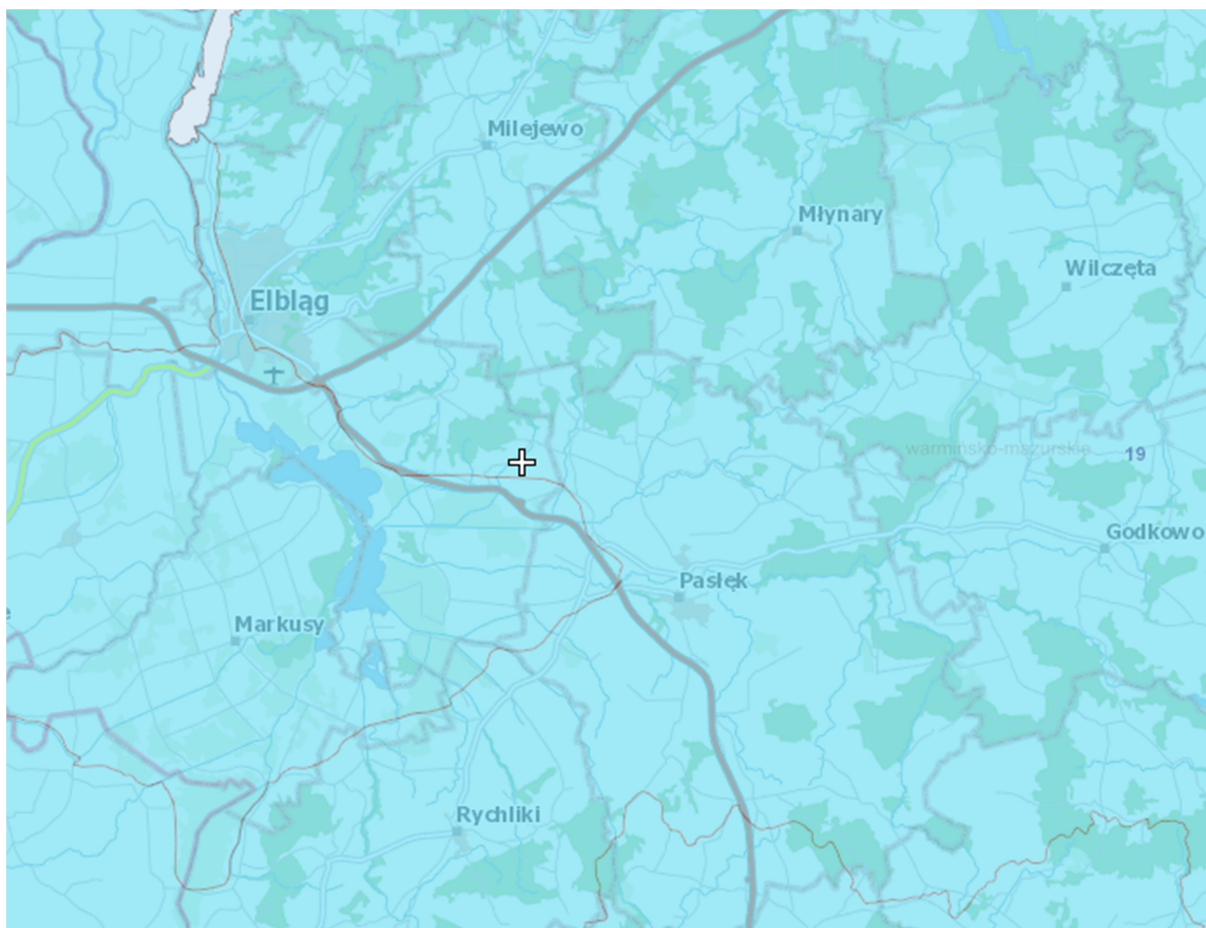 Milejewo
Młynary
Wilczęta
Elbląg
warmińsko-mazurskie
19
Godkowo
Pasłęk
e
Markusy
Rychliki